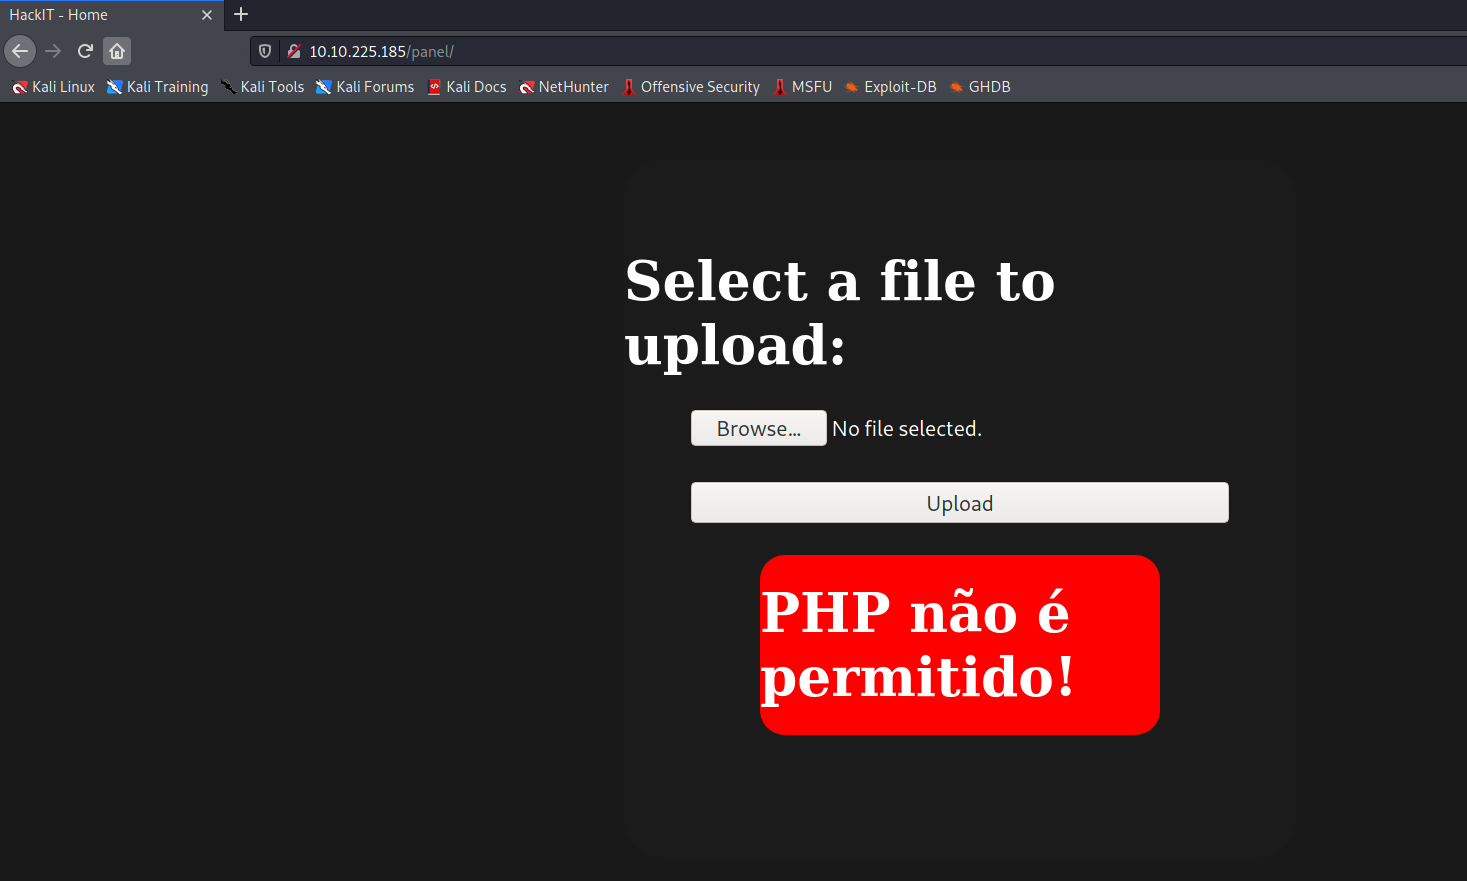 HackIT - Home
10.10.225.185/panel/
Kali Linux Kali Training Kali Tools Kali Forums Kali Docs NetHunter Offensive Security MSFU Exploit-DB GHDB
Select a file to
upload:
Browse... No file selected.
Upload
PHP não é
permitido!